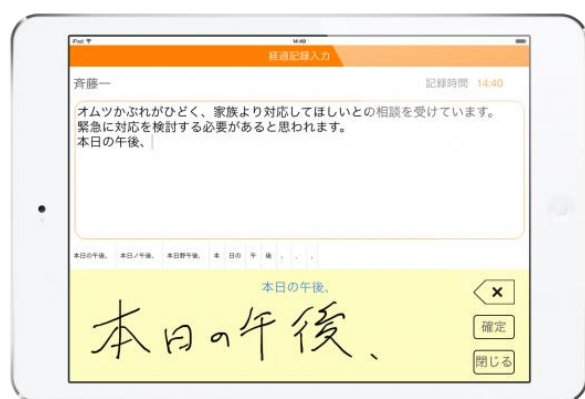 iPad
14:40
経過記録入力
斉藤一
記録時間 14:40
オムツかぶれがひどく、家族より対応してほしいとの相談を受けています。
緊急に対応を検討する必要があると思われます。
本日の午後、
本日の午後、 本日ノ午後、 本日野午後、 本 日の 午 後 、 . ,
本日の午後、
本日の午後、
確定
閉じる